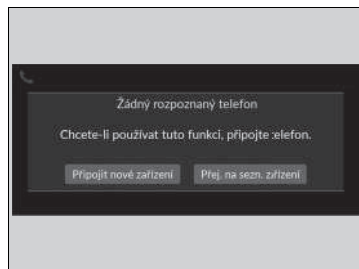 Žádný rozpoznaný telefon
Chcete-li používat tuto funkci, připojte :elefon.
Připojit nové zařízení
Přej. na sezn. zařízení